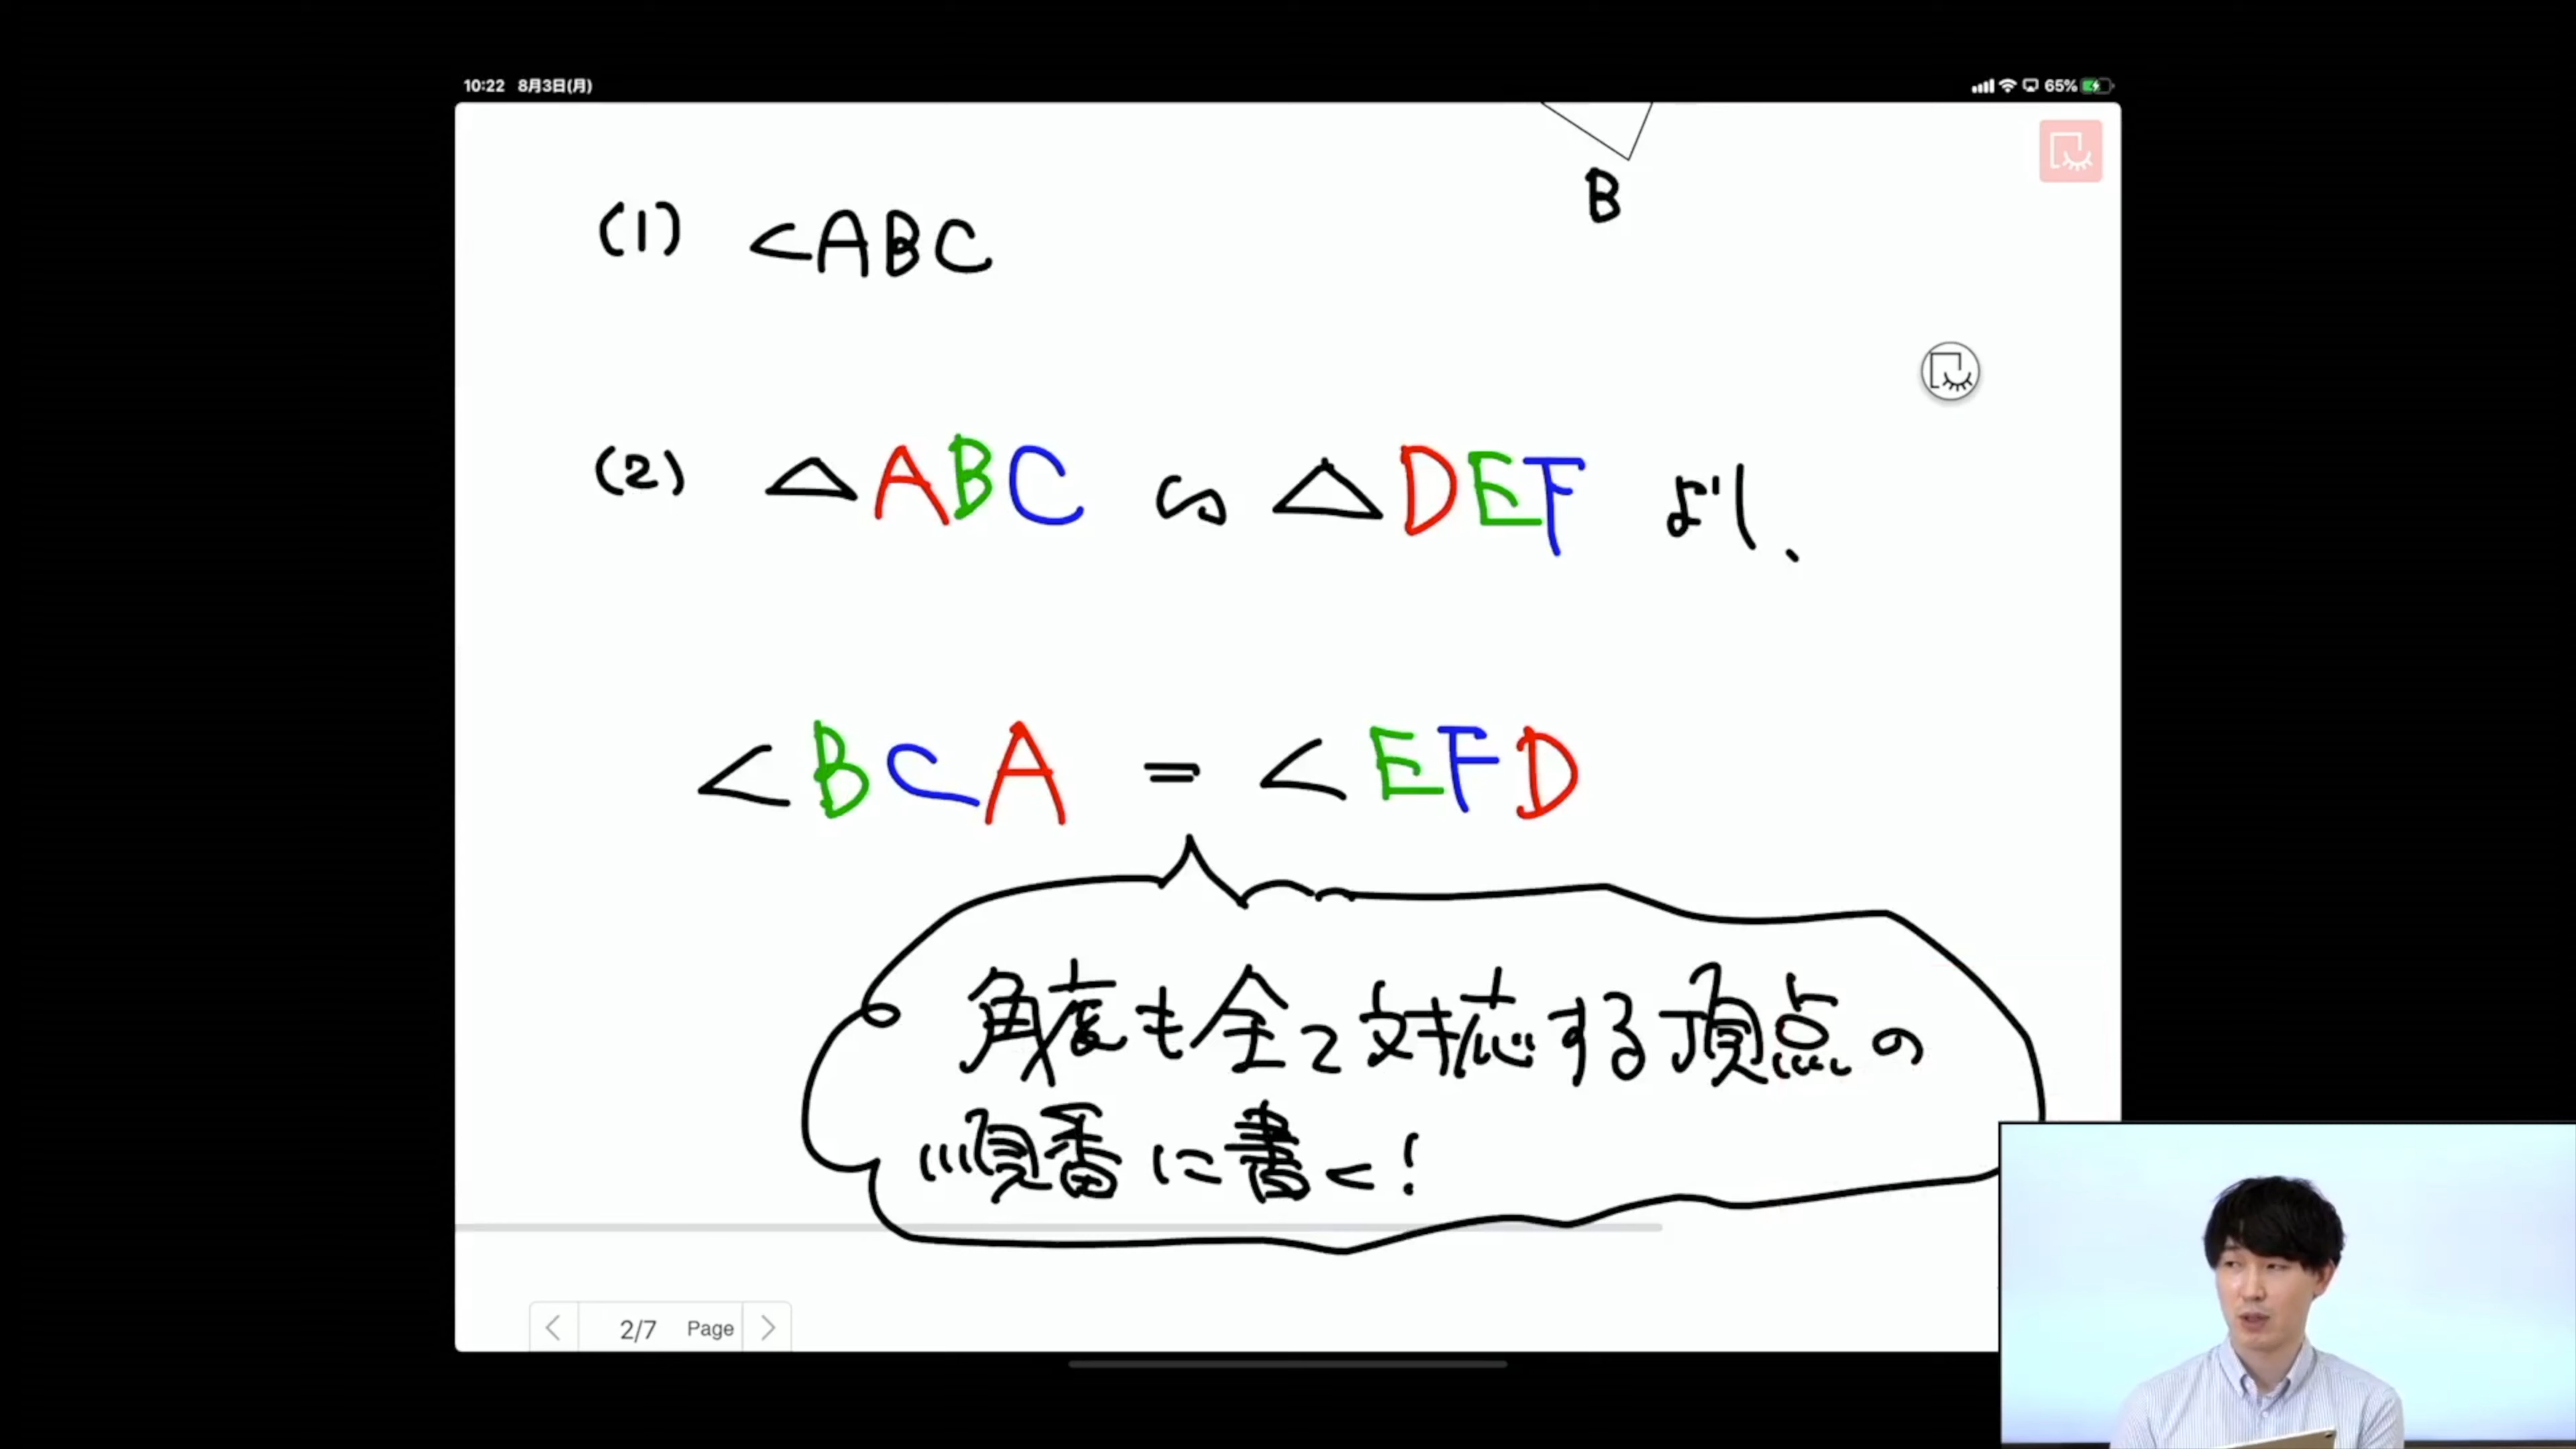 10:22 8月3日(月) 65%
B
(1) <ABC
(2) △ABC ∽ △DEF より、
<BCA = <EFD
角度も全て対応する頂点の
順番に書く!
2/7 Page